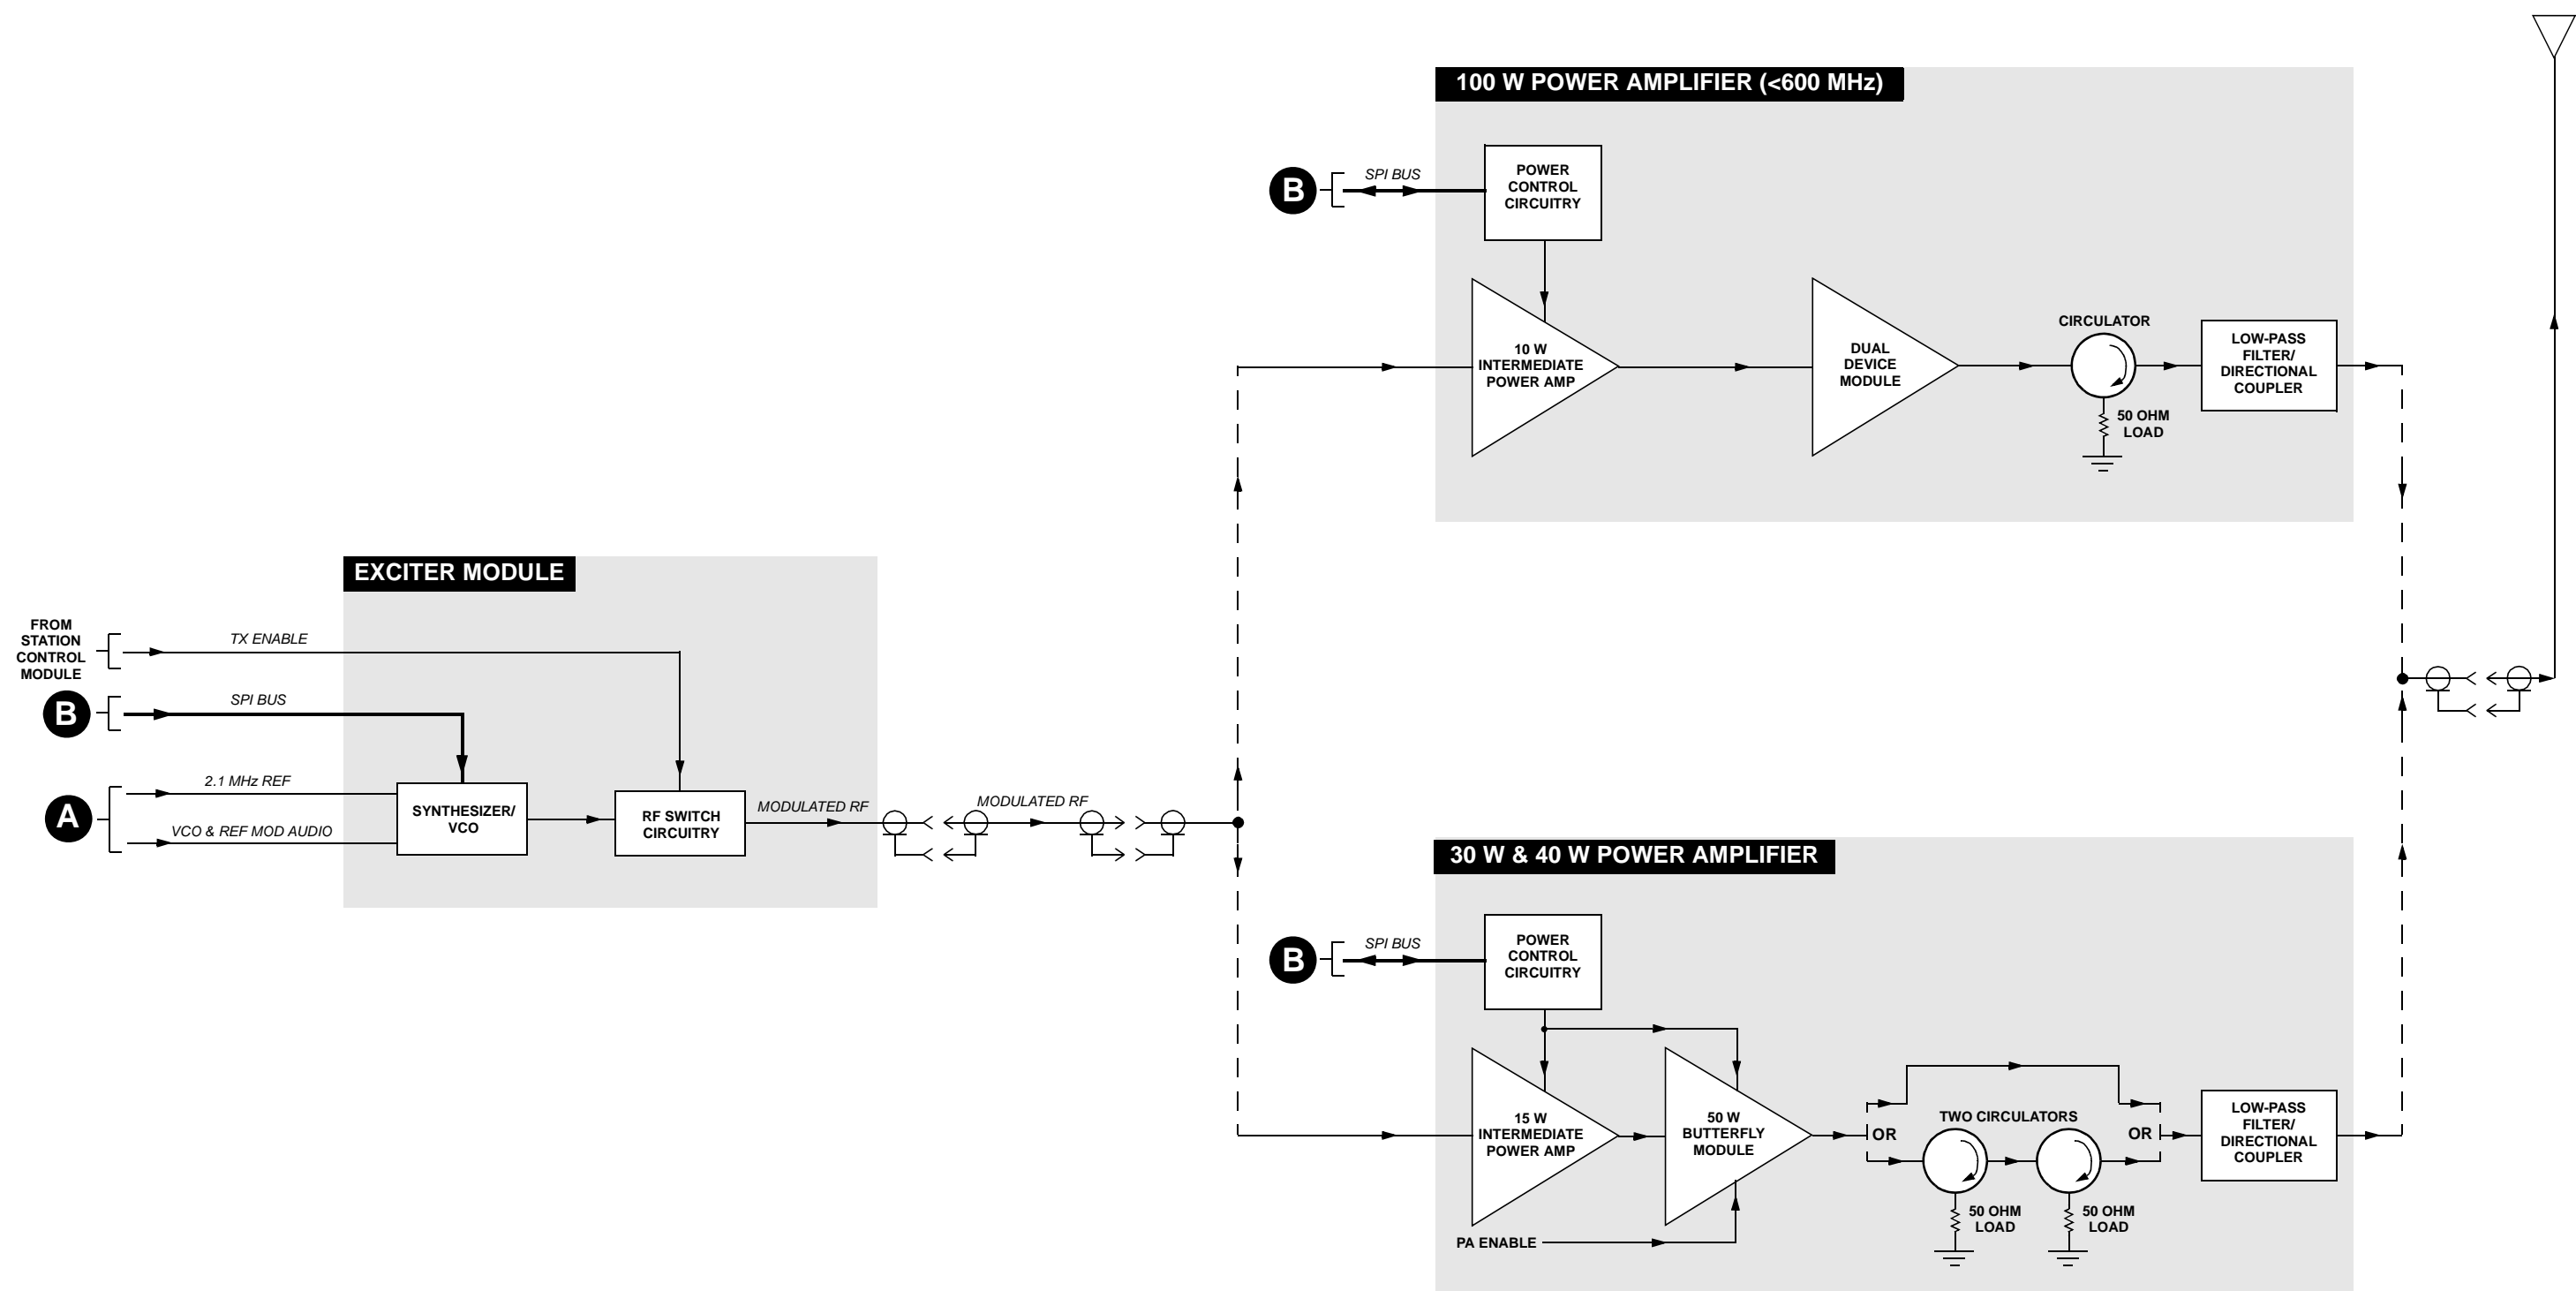 100 W POWER AMPLIFIER (<600 MHz)
B
SPI BUS
POWER
CONTROL
CIRCUITRY
10 W
INTERMEDIATE
POWER AMP
DUAL
DEVICE
MODULE
CIRCULATOR
50 OHM
LOAD
LOW-PASS
FILTER/
DIRECTIONAL
COUPLER
EXCITER MODULE
FROM
STATION
CONTROL
MODULE
TX ENABLE
B
SPI BUS
A
2.1 MHz REF
VCO & REF MOD AUDIO
SYNTHESIZER/
VCO
RF SWITCH
CIRCUITRY
MODULATED RF
MODULATED RF
30 W & 40 W POWER AMPLIFIER
B
SPI BUS
POWER
CONTROL
CIRCUITRY
15 W
INTERMEDIATE
POWER AMP
50 W
BUTTERFLY
MODULE
PA ENABLE
OR
TWO CIRCULATORS
OR
50 OHM
LOAD
50 OHM
LOAD
LOW-PASS
FILTER/
DIRECTIONAL
COUPLER